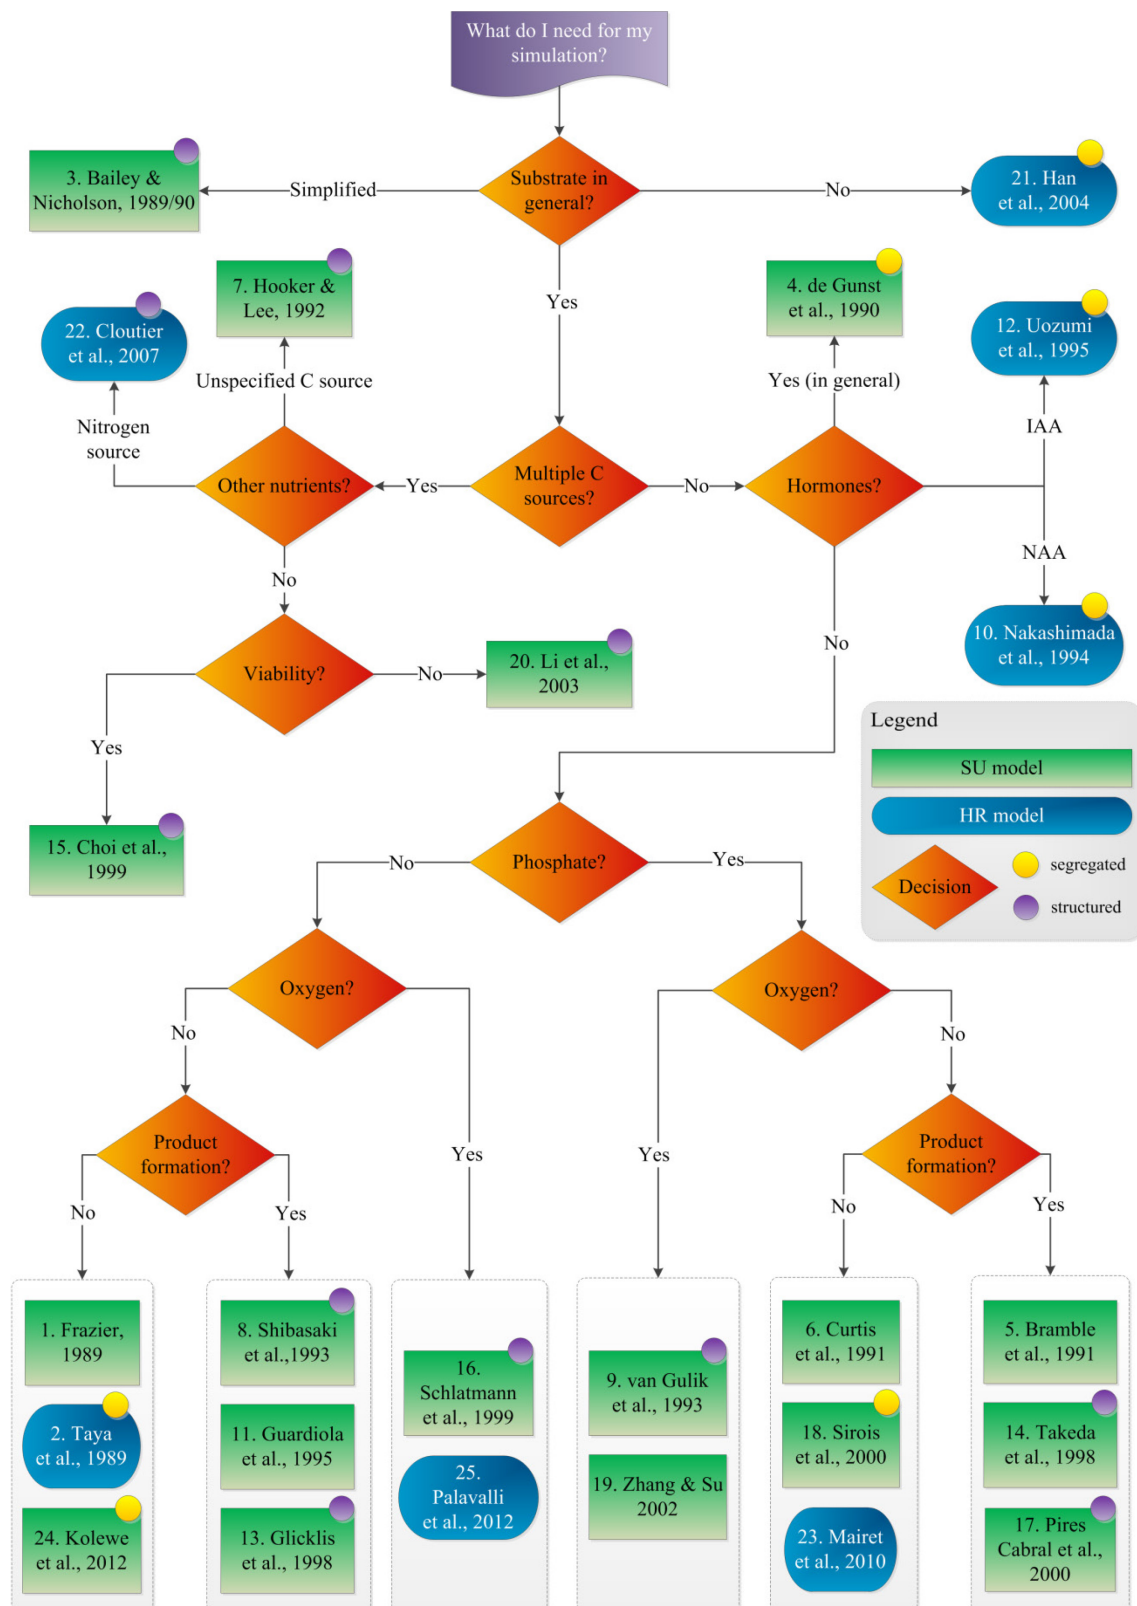 What do I need for my
simulation?
3. Bailey &
Nicholson, 1989/90
Simplified
Substrate in
general?
No
21. Han
et al., 2004
Yes
7. Hooker &
Lee, 1992
22. Cloutier
et al., 2007
4. de Gunst
et al., 1990
12. Uozumi
et al., 1995
Unspecified C source
Yes (in general)
Nitrogen
source
IAA
Other nutrients?
Yes
Multiple C
sources?
No
Hormones?
NAA
No
10. Nakashimada
et al., 1994
No
Viability?
No
20. Li et al.,
2003
Yes
15. Choi et al.,
1999
Legend
SU model
HR model
Decision
segregated
structured
No
Phosphate?
Yes
Oxygen?
Oxygen?
No
No
Product
formation?
Yes
Yes
Product
formation?
No
Yes
No
Yes
1. Frazier,
1989
2. Taya
et al., 1989
24. Kolewe
et al., 2012
8. Shibasaki
et al.,1993
11. Guardiola
et al., 1995
13. Glicklis
et al., 1998
16.
Schlatmann
et al., 1999
25.
Palavalli
et al., 2012
9. van Gulik
et al., 1993
19. Zhang & Su
2002
6. Curtis
et al., 1991
18. Sirois
et al., 2000
23. Mairet
et al., 2010
5. Bramble
et al., 1991
14. Takeda
et al., 1998
17. Pires
Cabral et al.,
2000